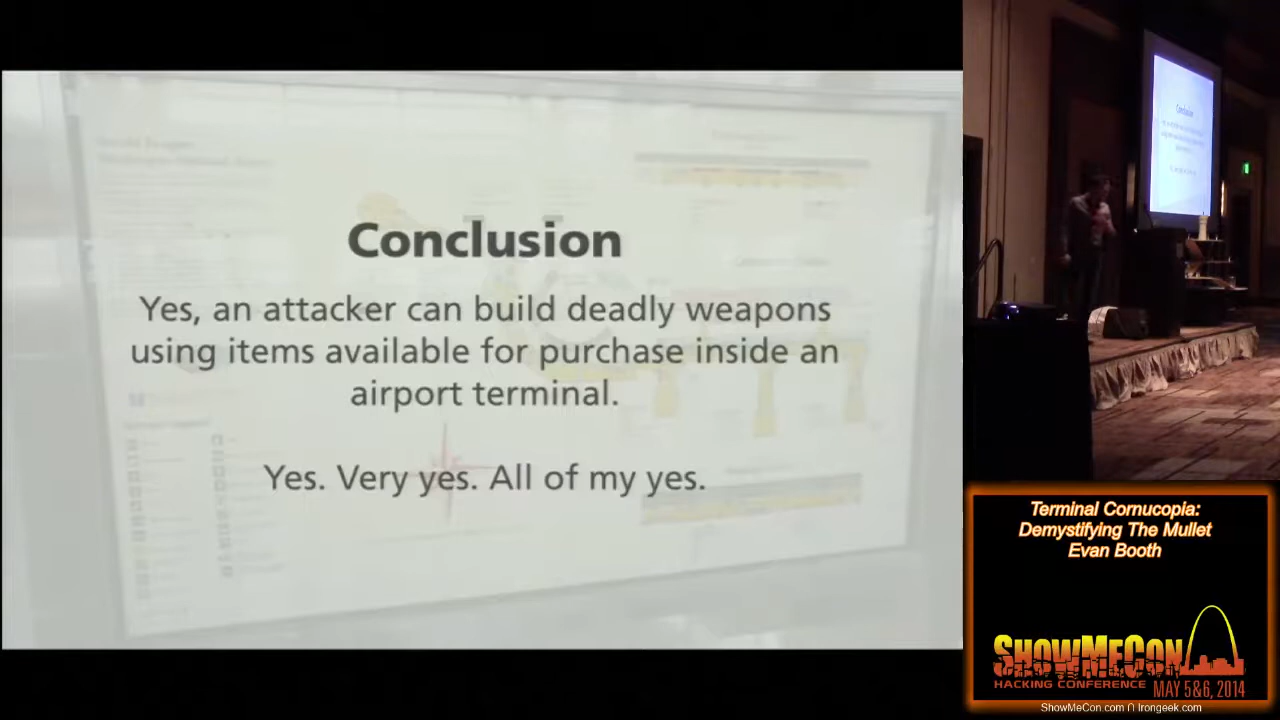 Conclusion
Yes, an attacker can build deadly weapons
using items available for purchase inside an
airport terminal.
Yes. Very yes. All of my yes.
Terminal Cornucopia:
Demystifying The Mullet
Evan Booth
SHOWMECON
HACKING CONFERENCE
MAY 5&6, 2014
ShowMeCon.com ∩ Irongeek.com